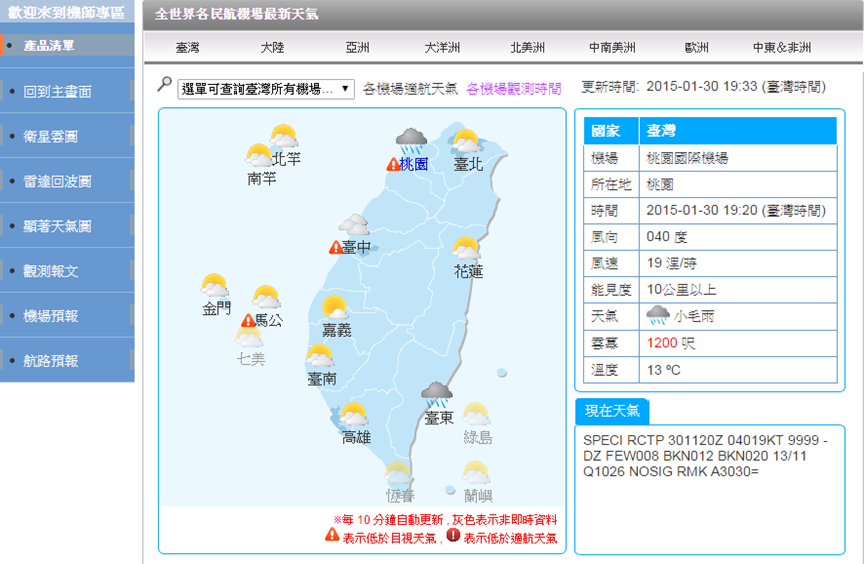 歡迎來到機師專區
全世界各民航機場最新天氣
產品清單
回到主畫面
衛星雲圖
雷達回波圖
顯著天氣圖
觀測報文
機場預報
航路預報
臺灣 大陸 亞洲 大洋洲 北美洲 中南美洲 歐洲 中東&非洲
選單可查詢臺灣所有機場... 各機場適航天氣 各機場觀測時間 更新時間: 2015-01-30 19:33 (臺灣時間)
北竿
南竿
桃園
臺北
臺中
花蓮
金門
馬公
七美
嘉義
臺南
高雄
臺東
綠島
恆春
蘭嶼
※每 10 分鐘自動更新 , 灰色表示非即時資料
表示低於目視天氣 , 表示低於適航天氣
國家 臺灣
機場 桃園國際機場
所在地 桃園
時間 2015-01-30 19:20 (臺灣時間)
風向 040 度
風速 19 浬/時
能見度 10公里以上
天氣 小毛雨
雲冪 1200 呎
溫度 13 ºC
現在天氣
SPECI RCTP 301120Z 04019KT 9999 -
DZ FEW008 BKN012 BKN020 13/11
Q1026 NOSIG RMK A3030=